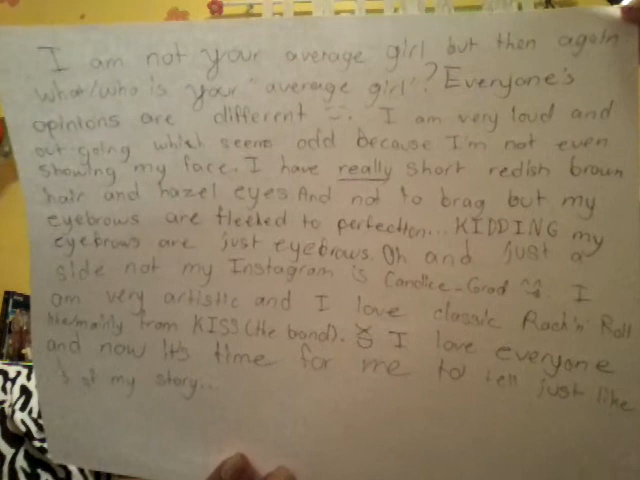 I am not your average girl but then again
what/who is your "average girl"? Everyone's
opinions are different :). I am very loud and
out-going which seems odd because I'm not even
showing my face. I have really short redish brown
hair and hazel eyes And not to brag but my
eyebrows are fleeked to perfection... KIDDING my
eyebrows are just eyebrows. Oh and just a
side not my Instagram is Candice_Grad ^^. I
am very artistic and I love classic Rock'n' Roll
mainly from KISS (the band). I love everyone
and now it's time for me to tell just like
at my story...